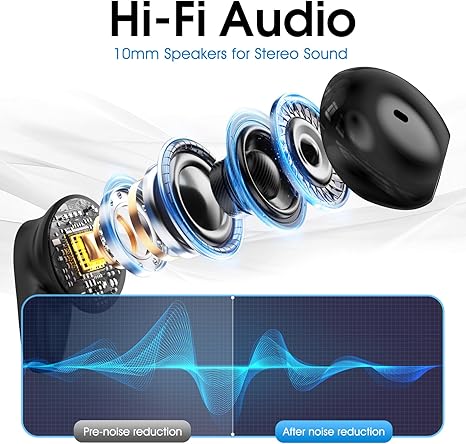 Hi-Fi Audio
10mm Speakers for Stereo Sound
Pre-noise reduction
After noise reduction